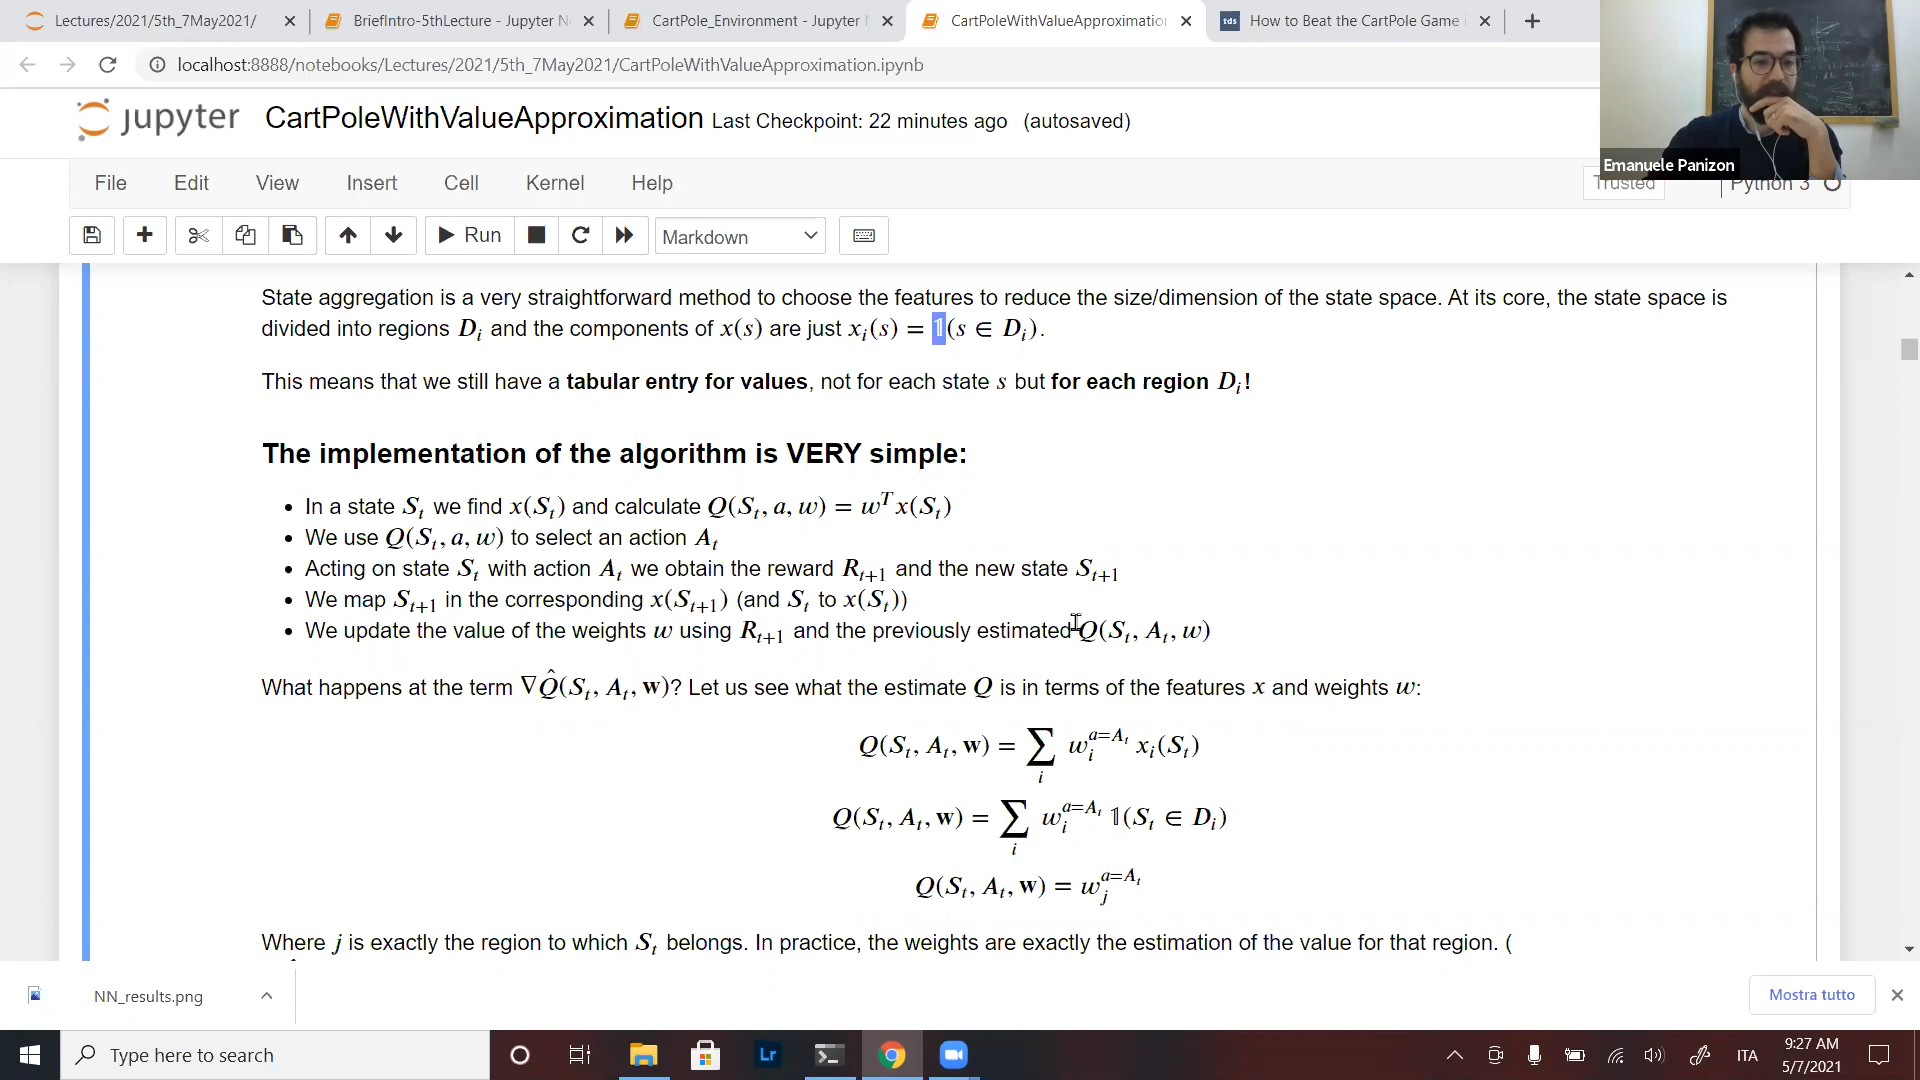 Lectures/2021/5th_7May2021/
BriefIntro-5thLecture - Jupyter N
CartPole_Environment - Jupyter
CartPoleWithValueApproximatio
tds How to Beat the CartPole Game i
localhost:8888/notebooks/Lectures/2021/5th_7May2021/CartPoleWithValueApproximation.ipynb
jupyter CartPoleWithValueApproximation Last Checkpoint: 22 minutes ago (autosaved)
Emanuele Panizon
File Edit View Insert Cell Kernel Help Trusted Python 3
Run Markdown
State aggregation is a very straightforward method to choose the features to reduce the size/dimension of the state space. At its core, the state space is
divided into regions D_i and the components of x(s) are just x_i(s) = 𝟙(s ∈ D_i).
This means that we still have a tabular entry for values, not for each state s but for each region D_i!
The implementation of the algorithm is VERY simple:
• In a state S_t we find x(S_t) and calculate Q(S_t, a, w) = w^T x(S_t)
• We use Q(S_t, a, w) to select an action A_t
• Acting on state S_t with action A_t we obtain the reward R_{t+1} and the new state S_{t+1}
• We map S_{t+1} in the corresponding x(S_{t+1}) (and S_t to x(S_t))
• We update the value of the weights w using R_{t+1} and the previously estimated Q(S_t, A_t, w)
What happens at the term ∇Q̂(S_t, A_t, w)? Let us see what the estimate Q is in terms of the features x and weights w:
Q(S_t, A_t, w) = ∑_i w_i^{a=A_t} x_i(S_t)
Q(S_t, A_t, w) = ∑_i w_i^{a=A_t} 𝟙(S_t ∈ D_i)
Q(S_t, A_t, w) = w_j^{a=A_t}
Where j is exactly the region to which S_t belongs. In practice, the weights are exactly the estimation of the value for that region. (
NN_results.png
Mostra tutto
Type here to search
Lr
ITA
9:27 AM
5/7/2021